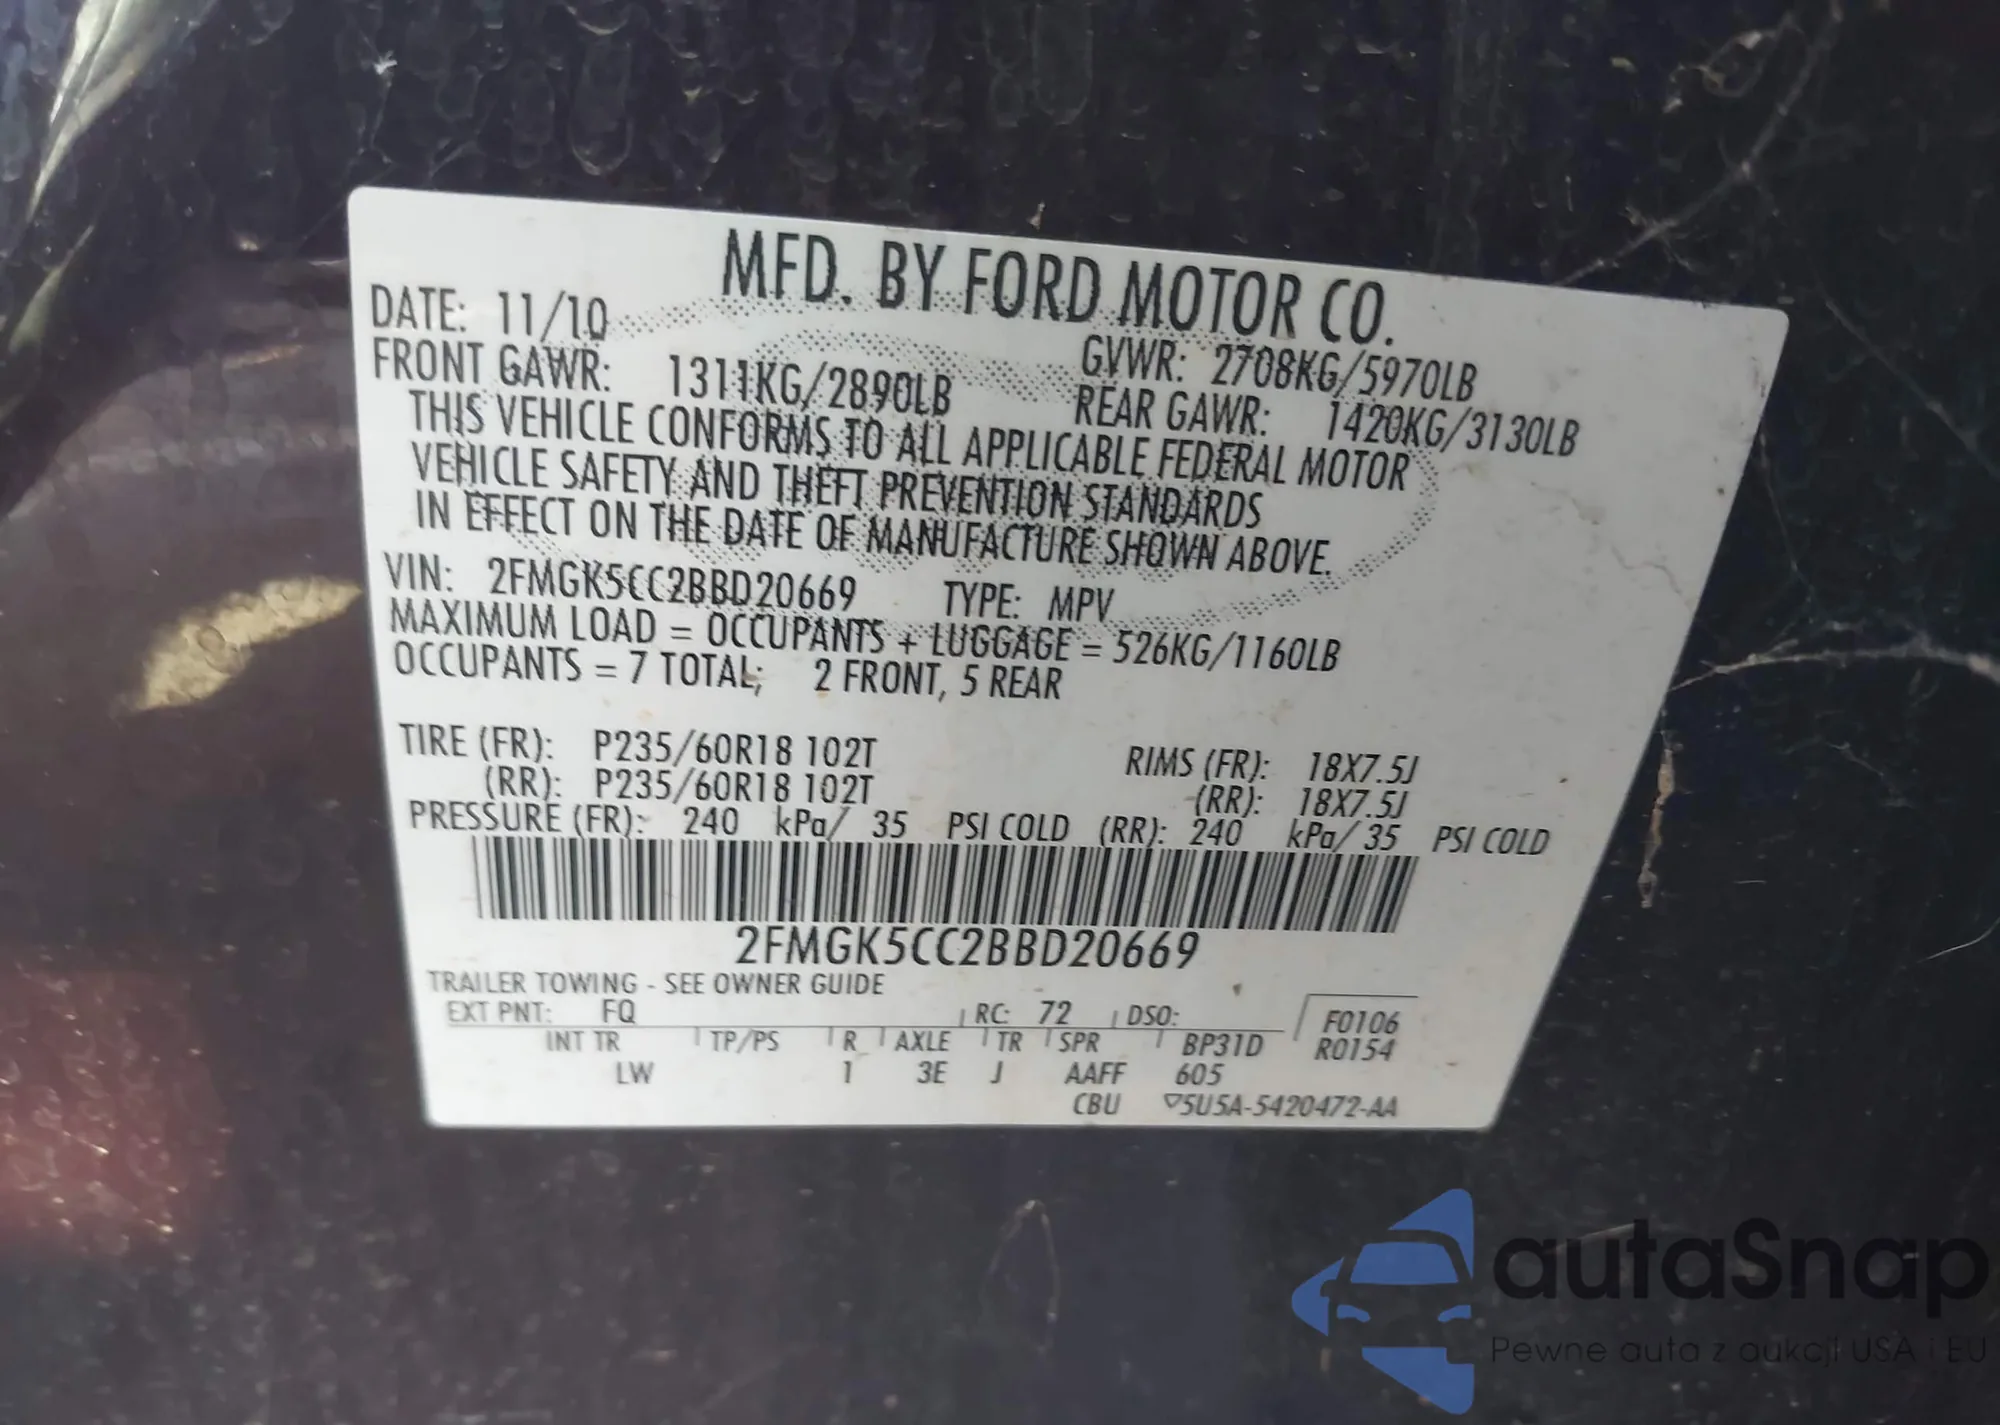 MFD. BY FORD MOTOR CO.
DATE: 11/10 GVWR: 2708KG/5970LB
FRONT GAWR: 1311KG/2890LB REAR GAWR: 1420KG/3130LB
THIS VEHICLE CONFORMS TO ALL APPLICABLE FEDERAL MOTOR
VEHICLE SAFETY AND THEFT PREVENTION STANDARDS
IN EFFECT ON THE DATE OF MANUFACTURE SHOWN ABOVE.
VIN: 2FMGK5CC2BBD20669 TYPE: MPV
MAXIMUM LOAD = OCCUPANTS + LUGGAGE = 526KG/1160LB
OCCUPANTS = 7 TOTAL; 2 FRONT, 5 REAR
TIRE (FR): P235/60R18 102T RIMS (FR): 18X7.5J
(RR): P235/60R18 102T (RR): 18X7.5J
PRESSURE (FR): 240 kPa/ 35 PSI COLD (RR): 240 kPa/ 35 PSI COLD
2FMGK5CC2BBD20669
TRAILER TOWING - SEE OWNER GUIDE
EXT PNT: FQ RC: 72 DSO: F0106
INT TR TP/PS R AXLE TR SPR BP31D R0154
LW 1 3E J AAFF 605
CBU ▽5U5A-5420472-AA
autaSnap
Pewne auta z aukcji USA i EU